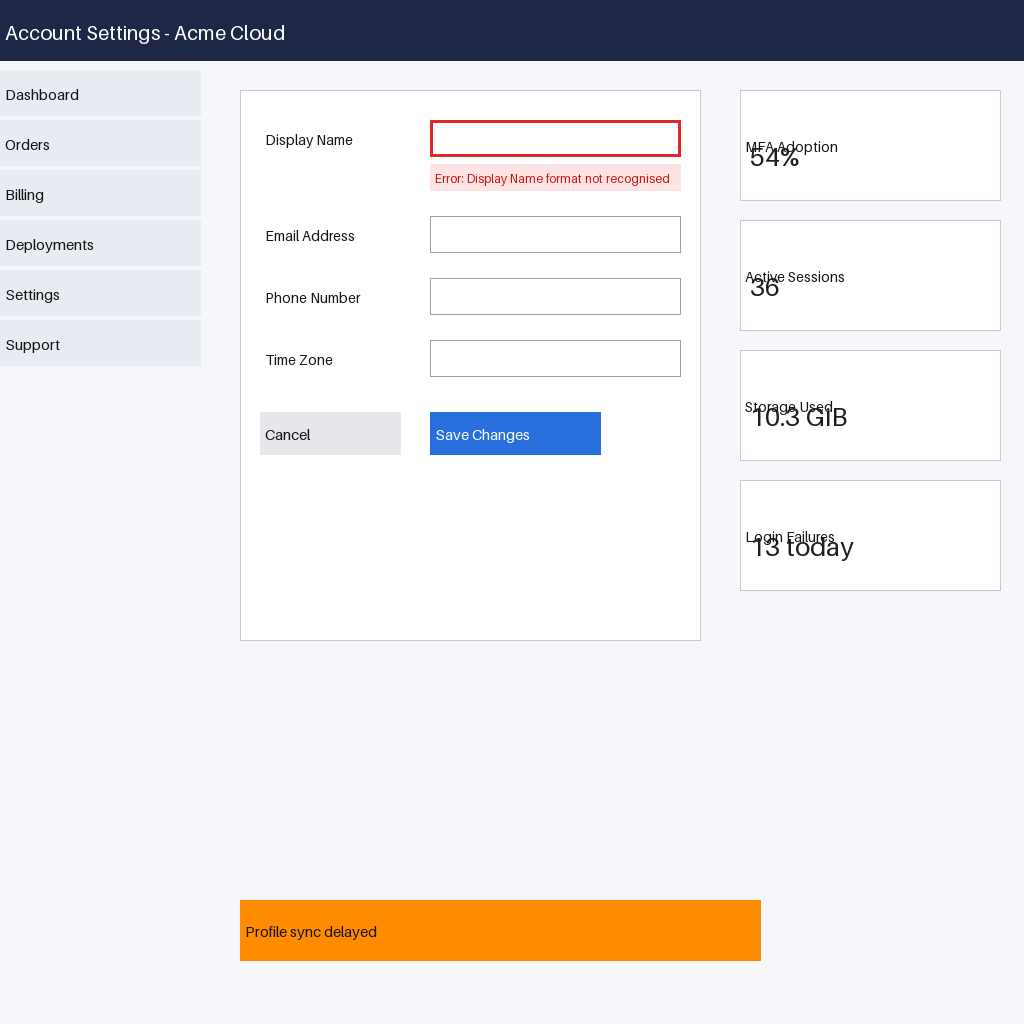 Account Settings - Acme Cloud
Dashboard
Orders
Billing
Deployments
Settings
Support
Display Name
Error: Display Name format not recognised
Email Address
Phone Number
Time Zone
Cancel
Save Changes
MFA Adoption
54%
Active Sessions
36
Storage Used
10.3 GiB
Login Failures
13 today
Profile sync delayed